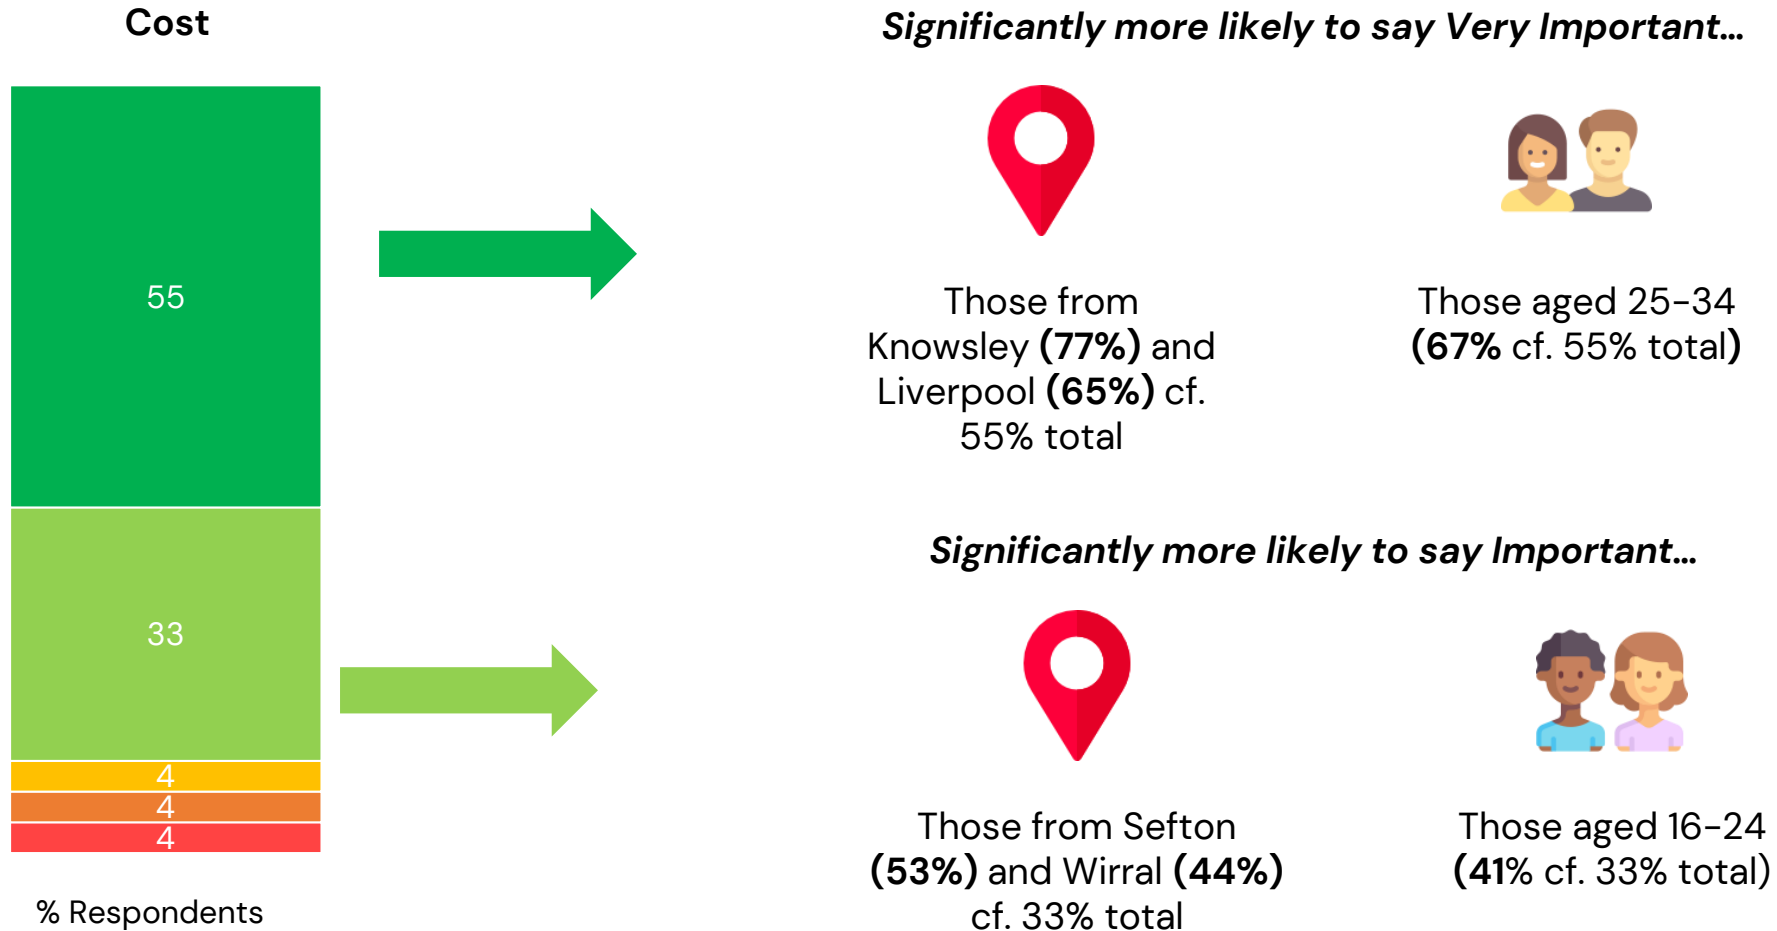 Cost
55
33
4
4
4
% Respondents
Significantly more likely to say Very Important…
Those from
Knowsley (77%) and
Liverpool (65%) cf.
55% total
Those aged 25-34
(67% cf. 55% total)
Significantly more likely to say Important…
Those from Sefton
(53%) and Wirral (44%)
cf. 33% total
Those aged 16-24
(41% cf. 33% total)